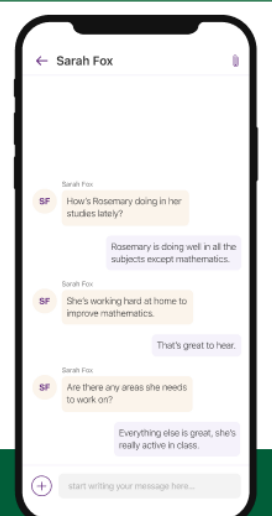 Sarah Fox
Sarah Fox
SF
How's Rosemary doing in her
studies lately?
Rosemary is doing well in all the
subjects except mathematics.
Sarah Fox
SF
She's working hard at home to
improve mathematics.
That's great to hear.
Sarah Fox
SF
Are there any areas she needs
to work on?
Everything else is great, she's
really active in class.
start writing your message here...